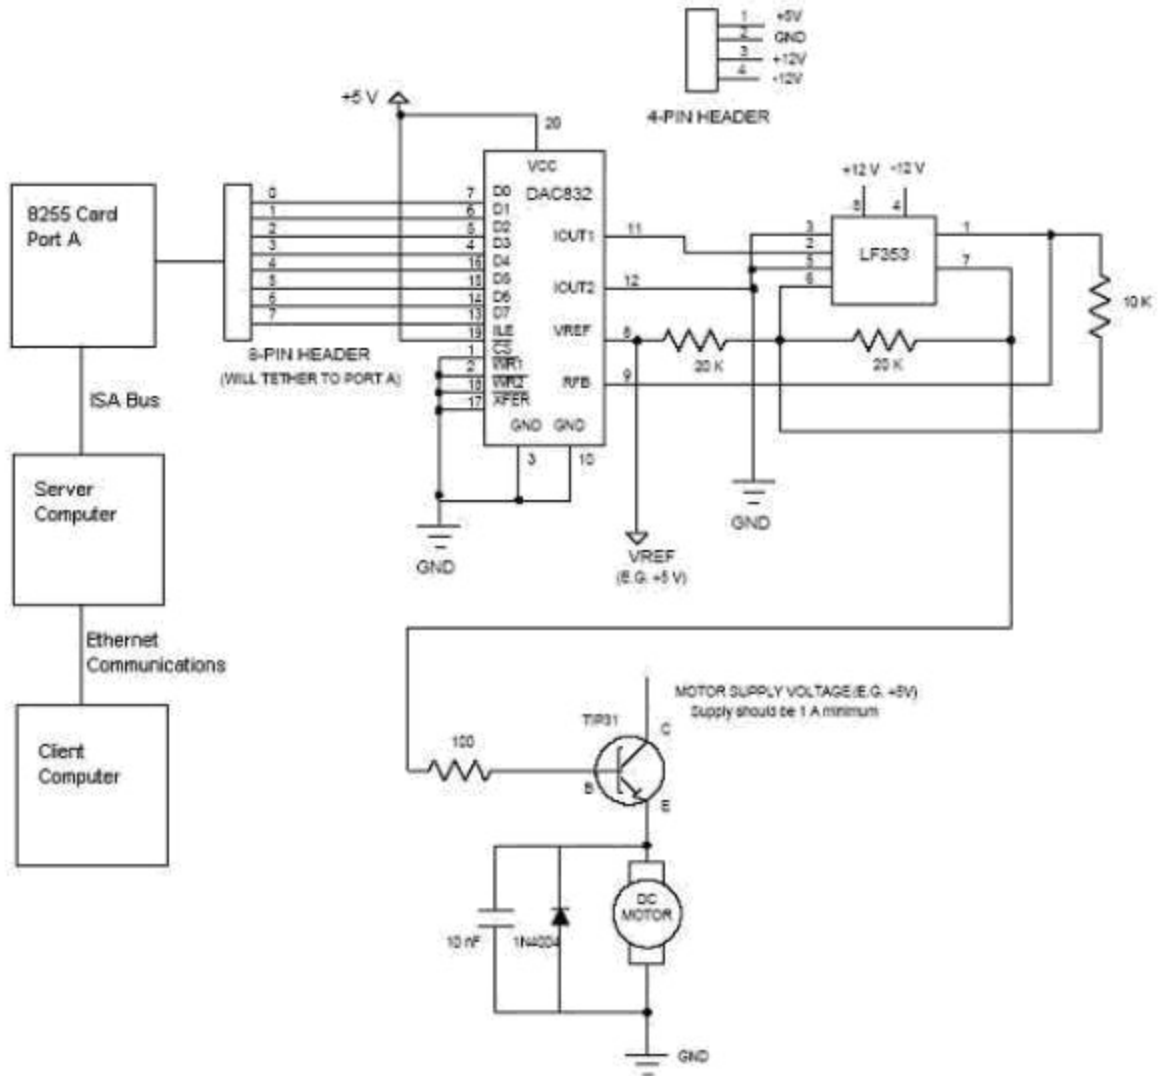 1 +5V
2 GND
3 +12V
4 -12V
4-PIN HEADER
+5 V
20
VCC
DAC832
8255 Card
Port A
0
1
2
3
4
5
6
7
8-PIN HEADER
(WILL TETHER TO PORT A)
7 D0
6 D1
5 D2
4 D3
16 D4
15 D5
14 D6
13 D7
19 ILE
1 CS
2 WR1
18 WR2
17 XFER
IOUT1 11
IOUT2 12
VREF 8
RFB 9
GND GND
3 10
GND
+12 V -12 V
8 4
3
2
5
6
LF353
1
7
10 K
20 K
20 K
GND
VREF
(E.G. +5 V)
ISA Bus
Server
Computer
Ethernet
Communications
Client
Computer
MOTOR SUPPLY VOLTAGE (E.G. +5V)
Supply should be 1 A minimum
TIP31
C
B
E
100
10 nF
1N4004
DC
MOTOR
GND